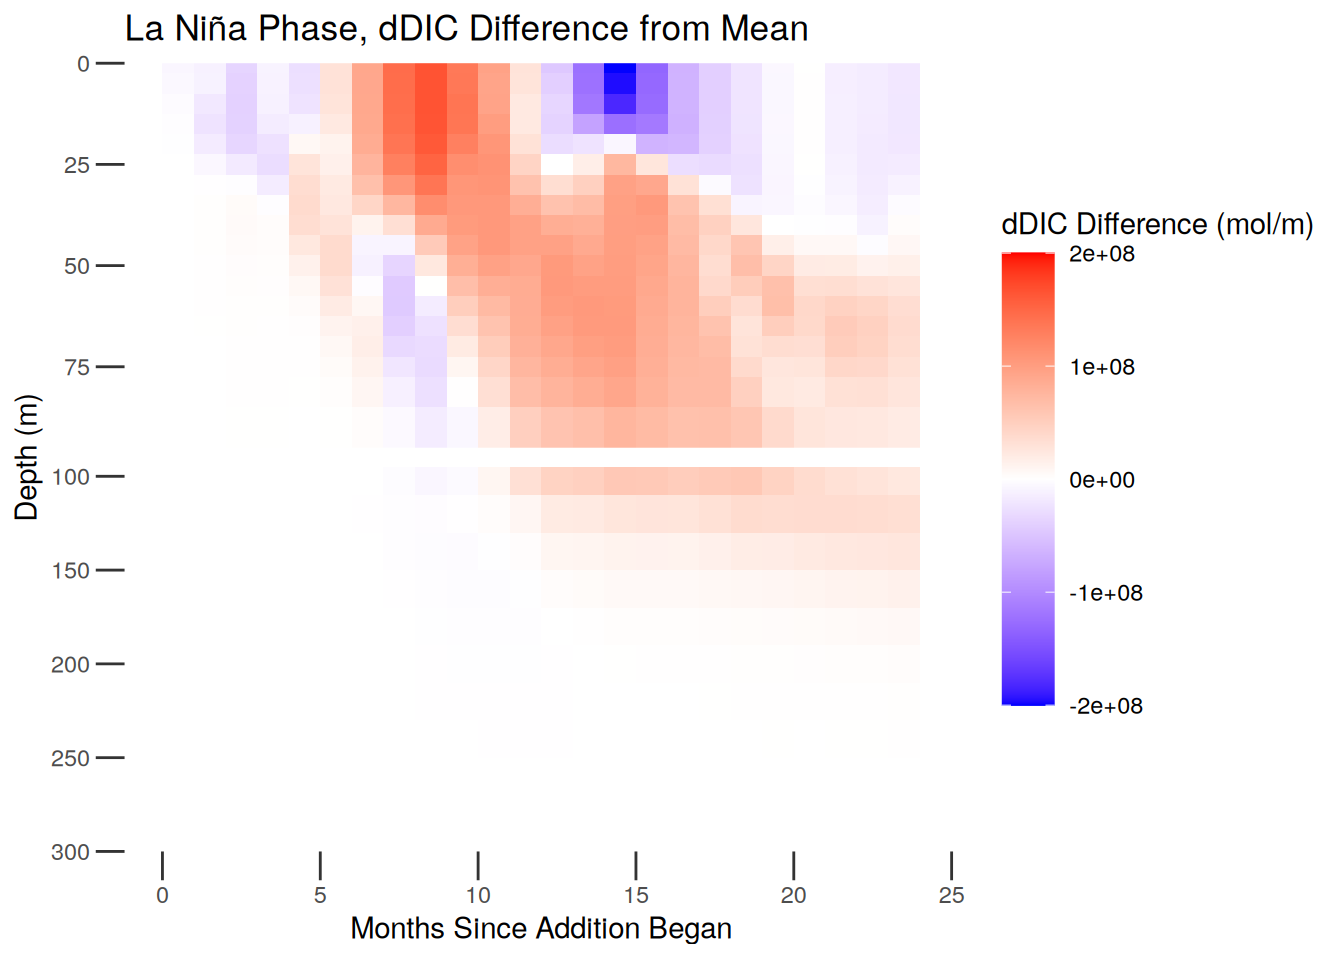 La Niña Phase, dDIC Difference from Mean
0
25
50
75
100
150
200
250
300
Depth (m)
0 5 10 15 20 25
Months Since Addition Began
dDIC Difference (mol/m)
2e+08
1e+08
0e+00
-1e+08
-2e+08